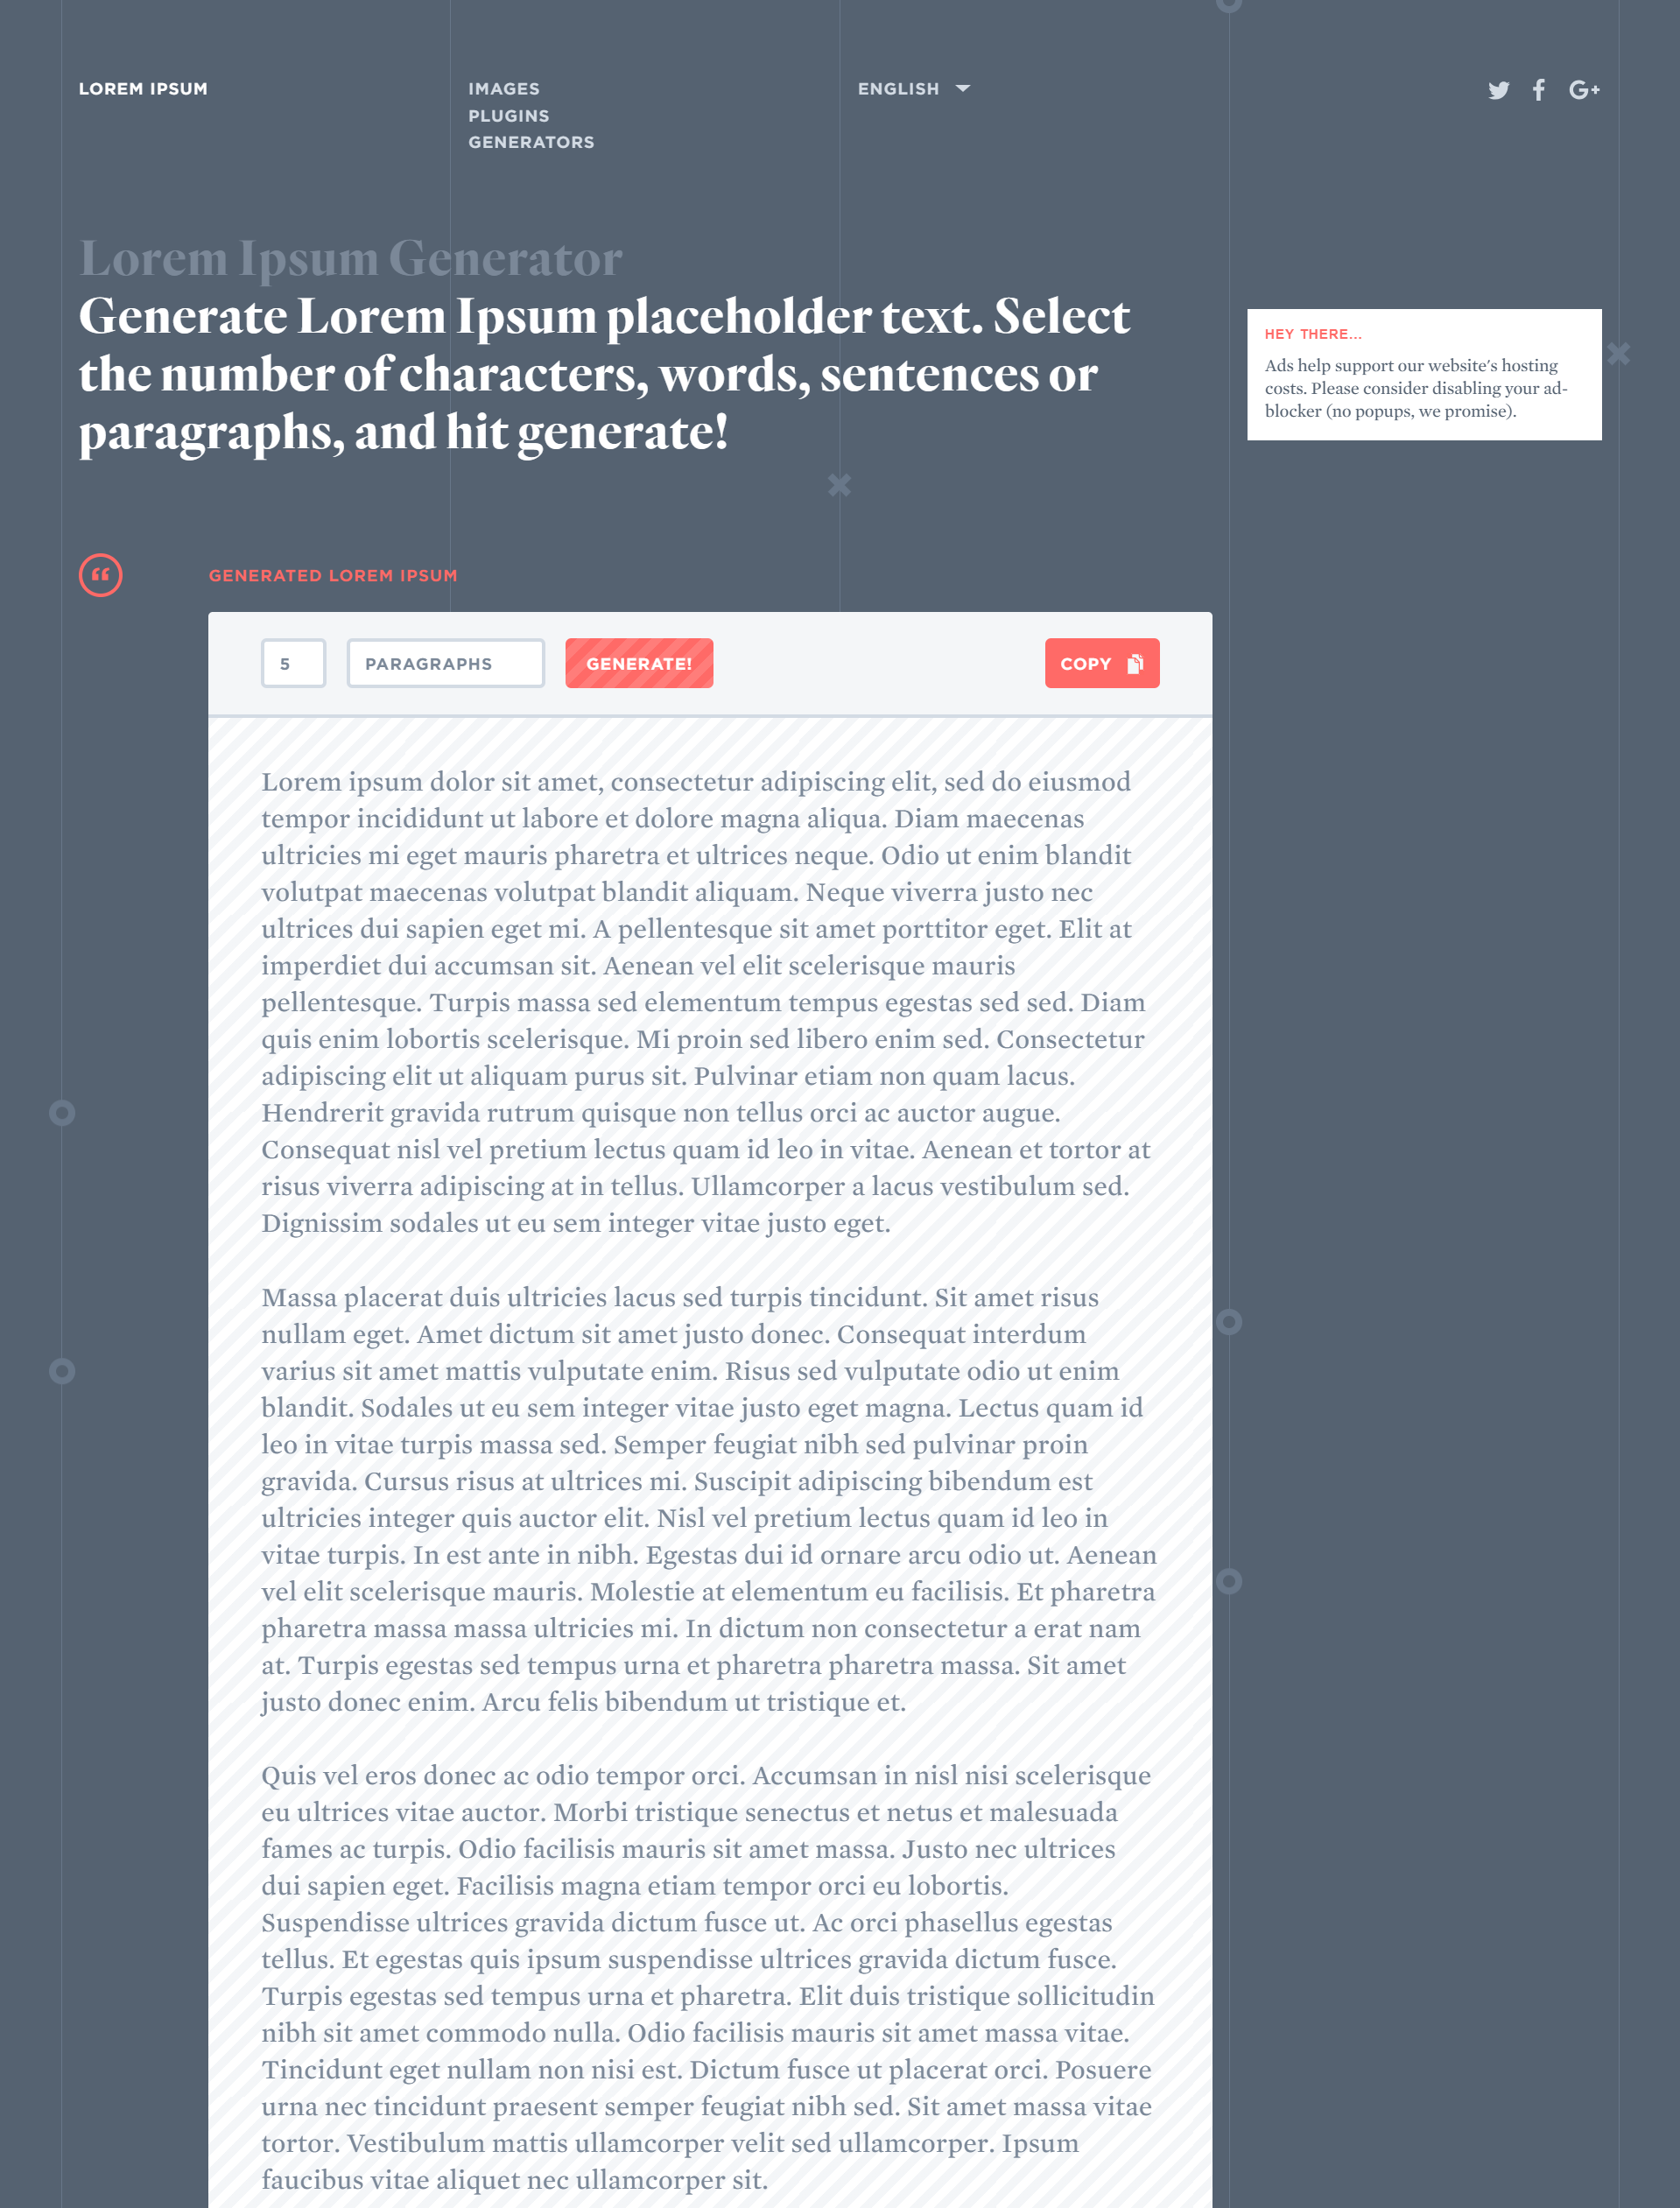 LOREM IPSUM
IMAGES
PLUGINS
GENERATORS
ENGLISH
G+
Lorem Ipsum Generator
Generate Lorem Ipsum placeholder text. Select
the number of characters, words, sentences or
paragraphs, and hit generate!
HEY THERE...
Ads help support our website's hosting
costs. Please consider disabling your ad-
blocker (no popups, we promise).
GENERATED LOREM IPSUM
5
PARAGRAPHS
GENERATE!
COPY
Lorem ipsum dolor sit amet, consectetur adipiscing elit, sed do eiusmod
tempor incididunt ut labore et dolore magna aliqua. Diam maecenas
ultricies mi eget mauris pharetra et ultrices neque. Odio ut enim blandit
volutpat maecenas volutpat blandit aliquam. Neque viverra justo nec
ultrices dui sapien eget mi. A pellentesque sit amet porttitor eget. Elit at
imperdiet dui accumsan sit. Aenean vel elit scelerisque mauris
pellentesque. Turpis massa sed elementum tempus egestas sed sed. Diam
quis enim lobortis scelerisque. Mi proin sed libero enim sed. Consectetur
adipiscing elit ut aliquam purus sit. Pulvinar etiam non quam lacus.
Hendrerit gravida rutrum quisque non tellus orci ac auctor augue.
Consequat nisl vel pretium lectus quam id leo in vitae. Aenean et tortor at
risus viverra adipiscing at in tellus. Ullamcorper a lacus vestibulum sed.
Dignissim sodales ut eu sem integer vitae justo eget.
Massa placerat duis ultricies lacus sed turpis tincidunt. Sit amet risus
nullam eget. Amet dictum sit amet justo donec. Consequat interdum
varius sit amet mattis vulputate enim. Risus sed vulputate odio ut enim
blandit. Sodales ut eu sem integer vitae justo eget magna. Lectus quam id
leo in vitae turpis massa sed. Semper feugiat nibh sed pulvinar proin
gravida. Cursus risus at ultrices mi. Suscipit adipiscing bibendum est
ultricies integer quis auctor elit. Nisl vel pretium lectus quam id leo in
vitae turpis. In est ante in nibh. Egestas dui id ornare arcu odio ut. Aenean
vel elit scelerisque mauris. Molestie at elementum eu facilisis. Et pharetra
pharetra massa massa ultricies mi. In dictum non consectetur a erat nam
at. Turpis egestas sed tempus urna et pharetra pharetra massa. Sit amet
justo donec enim. Arcu felis bibendum ut tristique et.
Quis vel eros donec ac odio tempor orci. Accumsan in nisl nisi scelerisque
eu ultrices vitae auctor. Morbi tristique senectus et netus et malesuada
fames ac turpis. Odio facilisis mauris sit amet massa. Justo nec ultrices
dui sapien eget. Facilisis magna etiam tempor orci eu lobortis.
Suspendisse ultrices gravida dictum fusce ut. Ac orci phasellus egestas
tellus. Et egestas quis ipsum suspendisse ultrices gravida dictum fusce.
Turpis egestas sed tempus urna et pharetra. Elit duis tristique sollicitudin
nibh sit amet commodo nulla. Odio facilisis mauris sit amet massa vitae.
Tincidunt eget nullam non nisi est. Dictum fusce ut placerat orci. Posuere
urna nec tincidunt praesent semper feugiat nibh sed. Sit amet massa vitae
tortor. Vestibulum mattis ullamcorper velit sed ullamcorper. Ipsum
faucibus vitae aliquet nec ullamcorper sit.